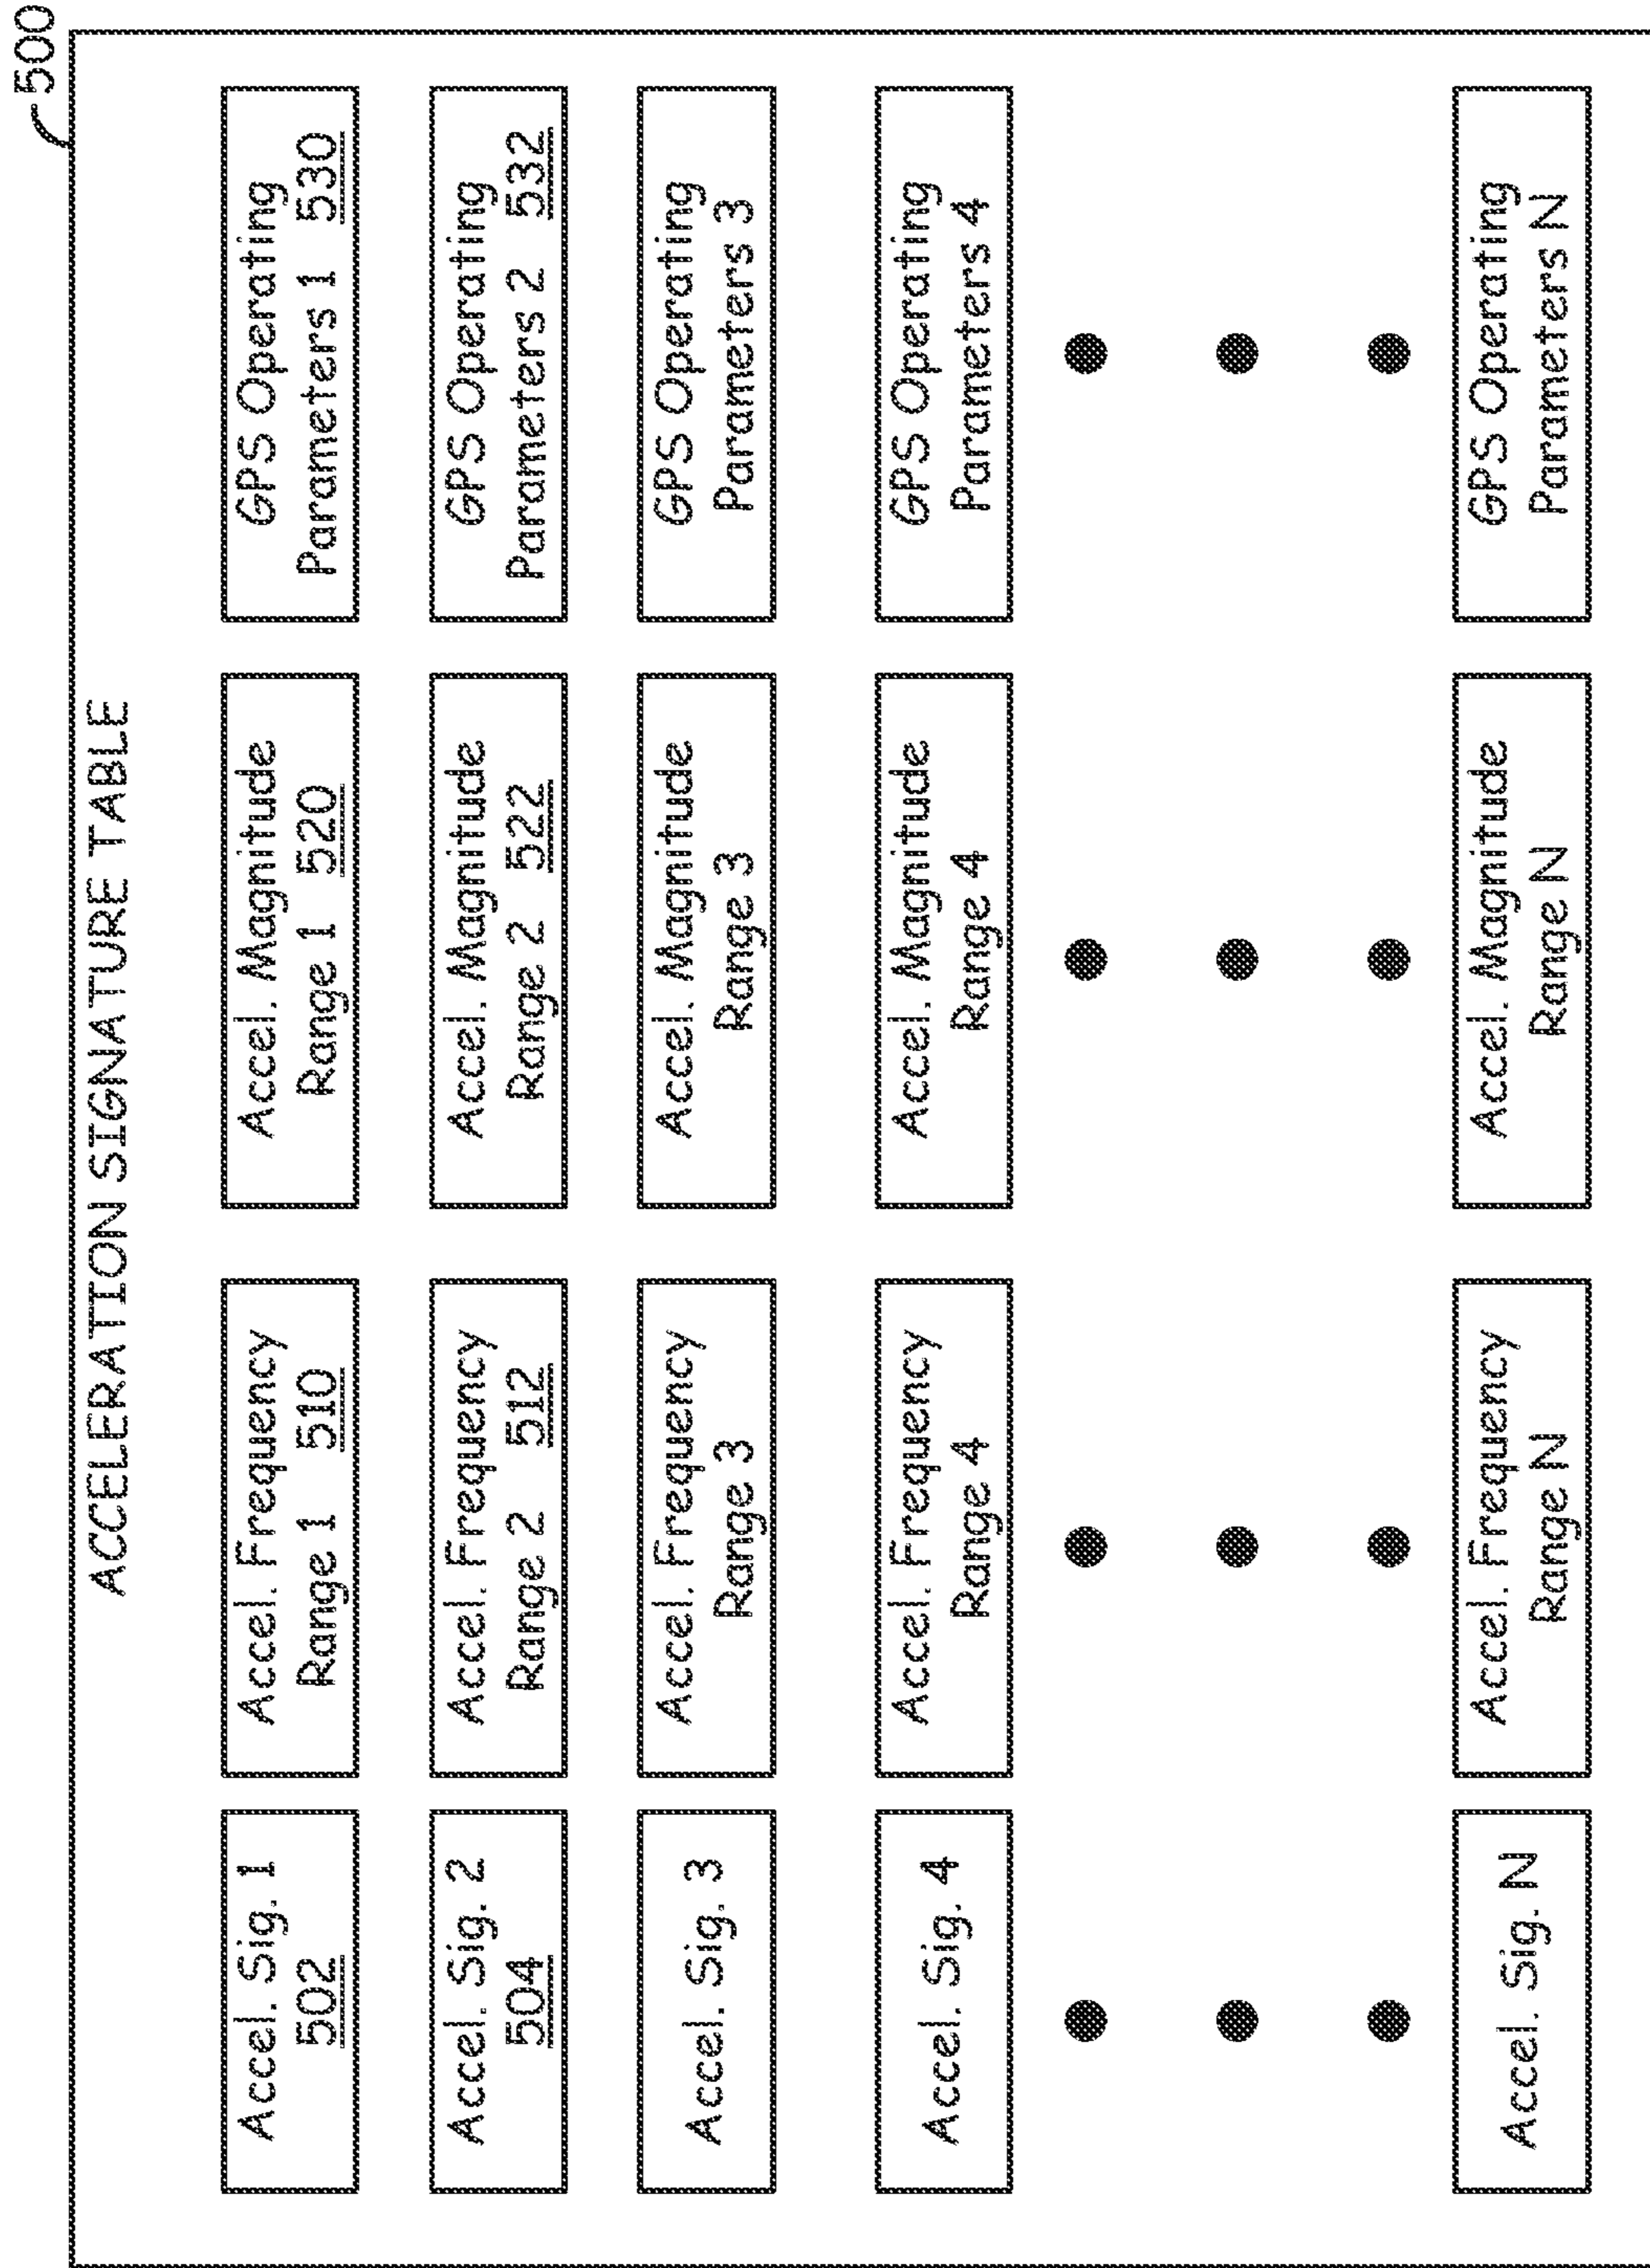 500
ACCELERATION SIGNATURE TABLE
Accel. Sig. 1
502
Accel. Frequency
Range 1 510
Accel. Magnitude
Range 1 520
GPS Operating
Parameters 1 530
Accel. Sig. 2
504
Accel. Frequency
Range 2 512
Accel. Magnitude
Range 2 522
GPS Operating
Parameters 2 532
Accel. Sig. 3
Accel. Frequency
Range 3
Accel. Magnitude
Range 3
GPS Operating
Parameters 3
Accel. Sig. 4
Accel. Frequency
Range 4
Accel. Magnitude
Range 4
GPS Operating
Parameters 4
Accel. Sig. N
Accel. Frequency
Range N
Accel. Magnitude
Range N
GPS Operating
Parameters N